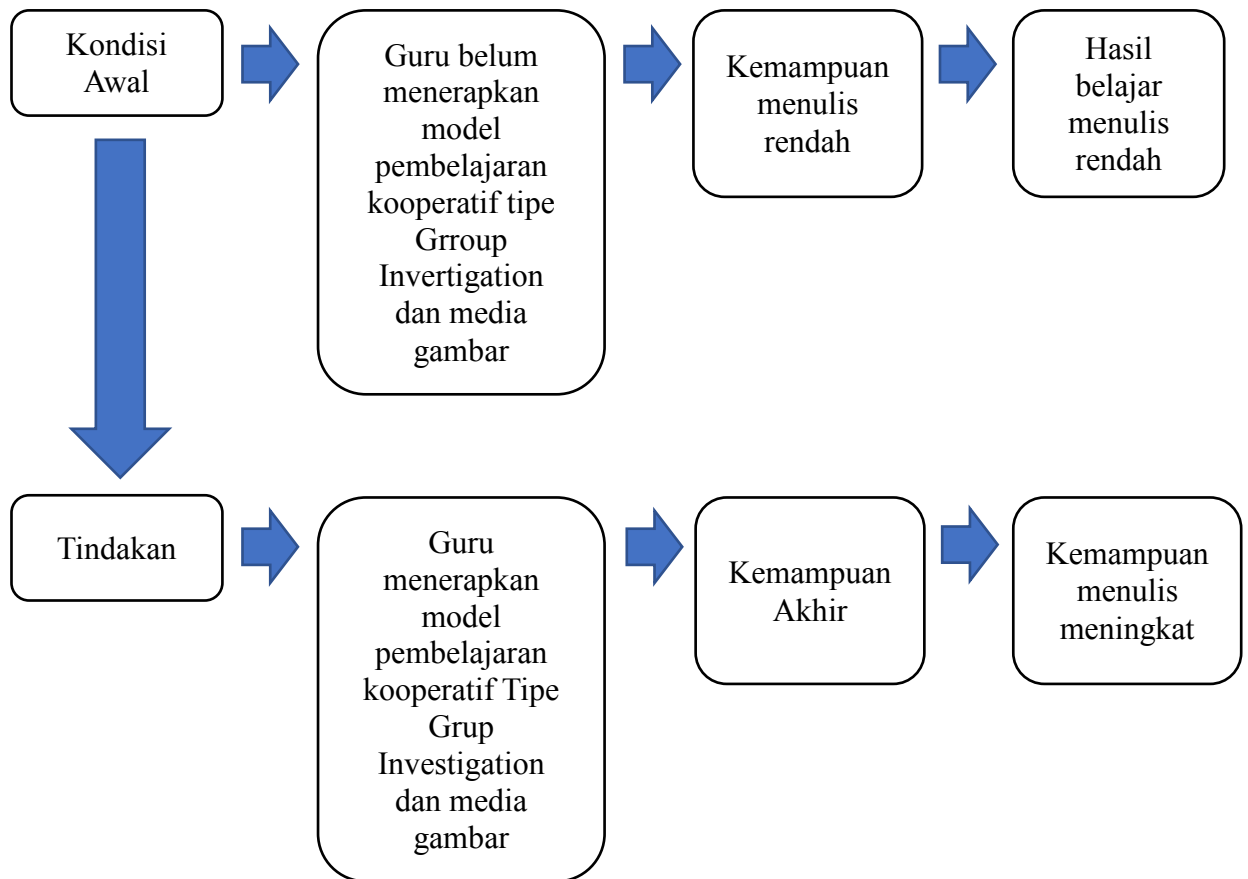 Kondisi
Awal
Guru belum
menerapkan
model
pembelajaran
kooperatif tipe
Grroup
Invertigation
dan media
gambar
Kemampuan
menulis
rendah
Hasil
belajar
menulis
rendah
Tindakan
Guru
menerapkan
model
pembelajaran
kooperatif Tipe
Grup
Investigation
dan media
gambar
Kemampuan
Akhir
Kemampuan
menulis
meningkat